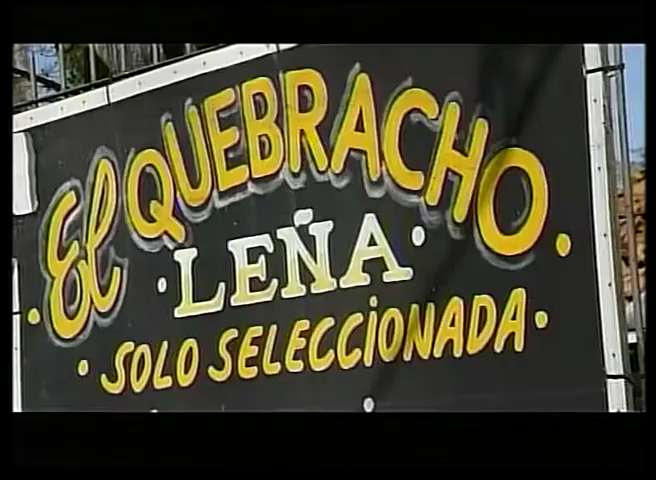 El QUEBRACHO.
· LEÑA ·
· SOLO SELECCiONADA ·